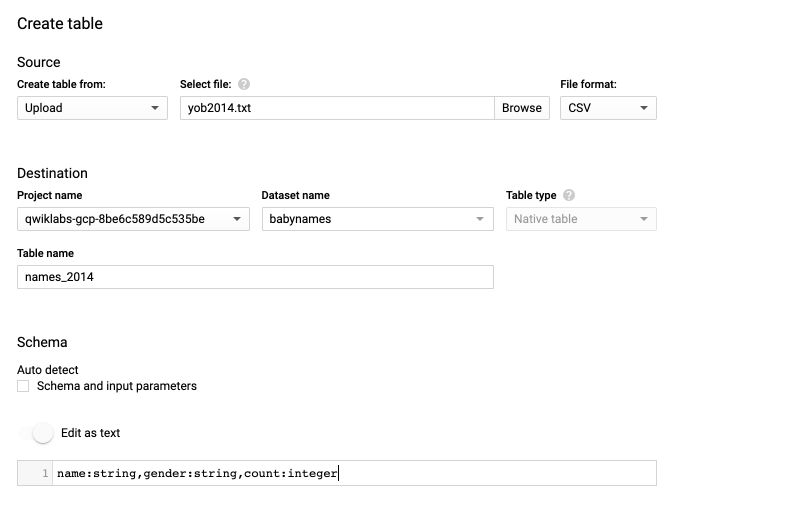 Create table
Source
Create table from: Select file: ? File format:
Upload yob2014.txt Browse CSV
Destination
Project name Dataset name Table type ?
qwiklabs-gcp-8be6c589d5c535be babynames Native table
Table name
names_2014
Schema
Auto detect
Schema and input parameters
Edit as text
1 name:string,gender:string,count:integer